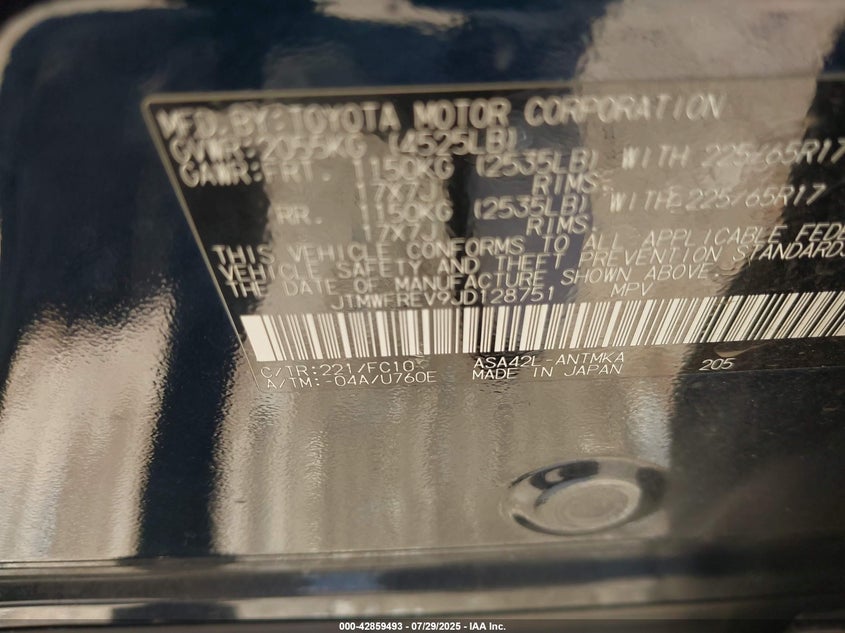 MFD.BY:TOYOTA MOTOR CORPORATION
GVWR:2055KG (4525LB)
GAWR:FRT. 1150KG (2535LB) WITH 225/65R17
17X7J RIMS,
RR. 1150KG (2535LB) WITH 225/65R17
17X7J RIMS,
THIS VEHICLE CONFORMS TO ALL APPLICABLE FEDE
VEHICLE SAFETY AND THEFT PREVENTION STANDARDS
THE DATE OF MANUFACTURE SHOWN ABOVE.
JTMWFREV9JD128751 MPV
C/TR:221/FC10 ASA42L-ANTMKA 205
A/TM:-04A/U760E MADE IN JAPAN
000-42859493 - 07/29/2025 - IAA Inc.